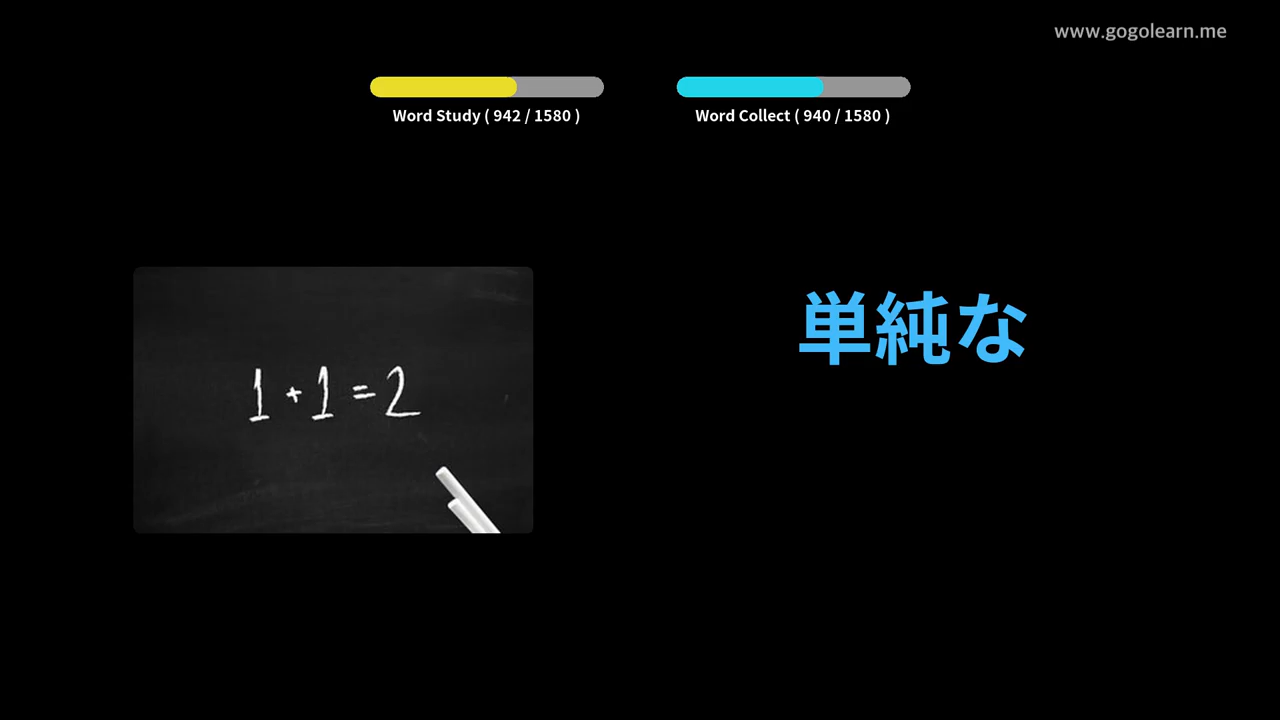 www.gogolearn.me
Word Study ( 942 / 1580 )
Word Collect ( 940 / 1580 )
1 + 1 = 2
単純な